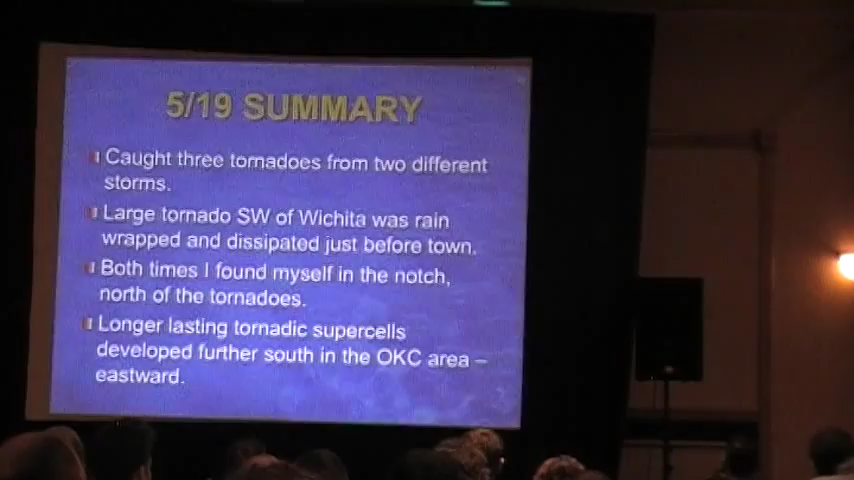 5/19 SUMMARY
Caught three tornadoes from two different
storms.
Large tornado SW of Wichita was rain
wrapped and dissipated just before town.
Both times I found myself in the notch,
north of the tornadoes.
Longer lasting tornadic supercells
developed further south in the OKC area –
eastward.